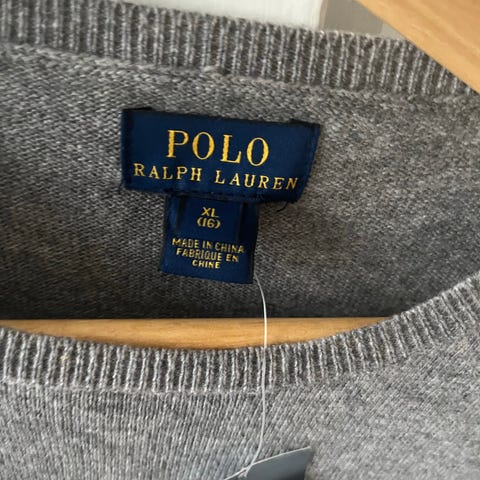 POLO
RALPH LAUREN
XL
(16)
MADE IN CHINA
FABRIQUE EN
CHINE